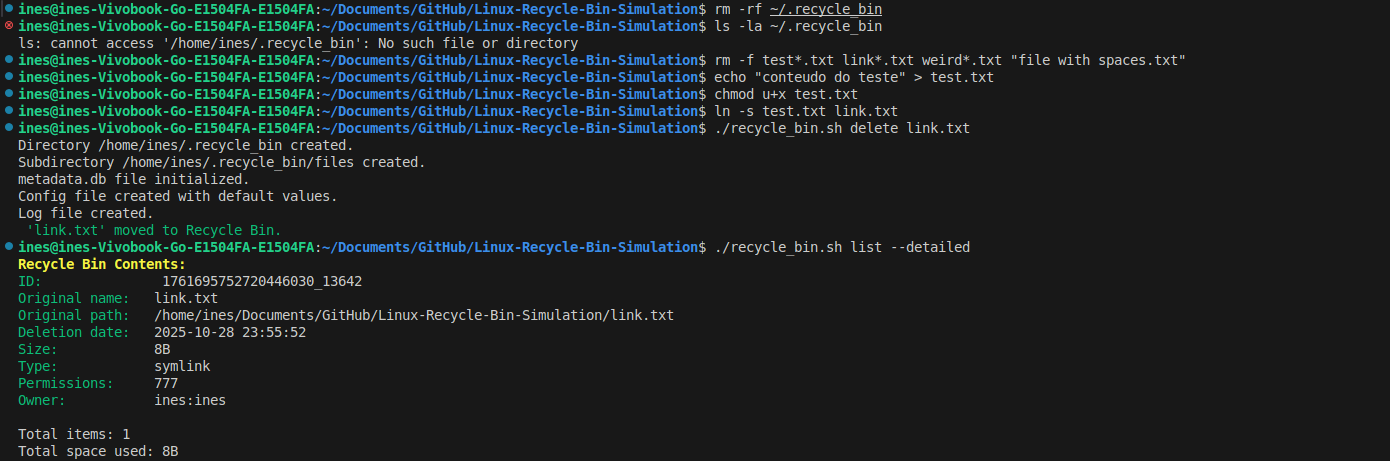 ines@ines-Vivobook-Go-E1504FA-E1504FA:~/Documents/GitHub/Linux-Recycle-Bin-Simulation$ rm -rf ~/.recycle_bin
ines@ines-Vivobook-Go-E1504FA-E1504FA:~/Documents/GitHub/Linux-Recycle-Bin-Simulation$ ls -la ~/.recycle_bin
ls: cannot access '/home/ines/.recycle_bin': No such file or directory
ines@ines-Vivobook-Go-E1504FA-E1504FA:~/Documents/GitHub/Linux-Recycle-Bin-Simulation$ rm -f test*.txt link*.txt weird*.txt "file with spaces.txt"
ines@ines-Vivobook-Go-E1504FA-E1504FA:~/Documents/GitHub/Linux-Recycle-Bin-Simulation$ echo "conteudo do teste" > test.txt
ines@ines-Vivobook-Go-E1504FA-E1504FA:~/Documents/GitHub/Linux-Recycle-Bin-Simulation$ chmod u+x test.txt
ines@ines-Vivobook-Go-E1504FA-E1504FA:~/Documents/GitHub/Linux-Recycle-Bin-Simulation$ ln -s test.txt link.txt
ines@ines-Vivobook-Go-E1504FA-E1504FA:~/Documents/GitHub/Linux-Recycle-Bin-Simulation$ ./recycle_bin.sh delete link.txt
Directory /home/ines/.recycle_bin created.
Subdirectory /home/ines/.recycle_bin/files created.
metadata.db file initialized.
Config file created with default values.
Log file created.
'link.txt' moved to Recycle Bin.
ines@ines-Vivobook-Go-E1504FA-E1504FA:~/Documents/GitHub/Linux-Recycle-Bin-Simulation$ ./recycle_bin.sh list --detailed
Recycle Bin Contents:
ID: 1761695752720446030_13642
Original name: link.txt
Original path: /home/ines/Documents/GitHub/Linux-Recycle-Bin-Simulation/link.txt
Deletion date: 2025-10-28 23:55:52
Size: 8B
Type: symlink
Permissions: 777
Owner: ines:ines
Total items: 1
Total space used: 8B